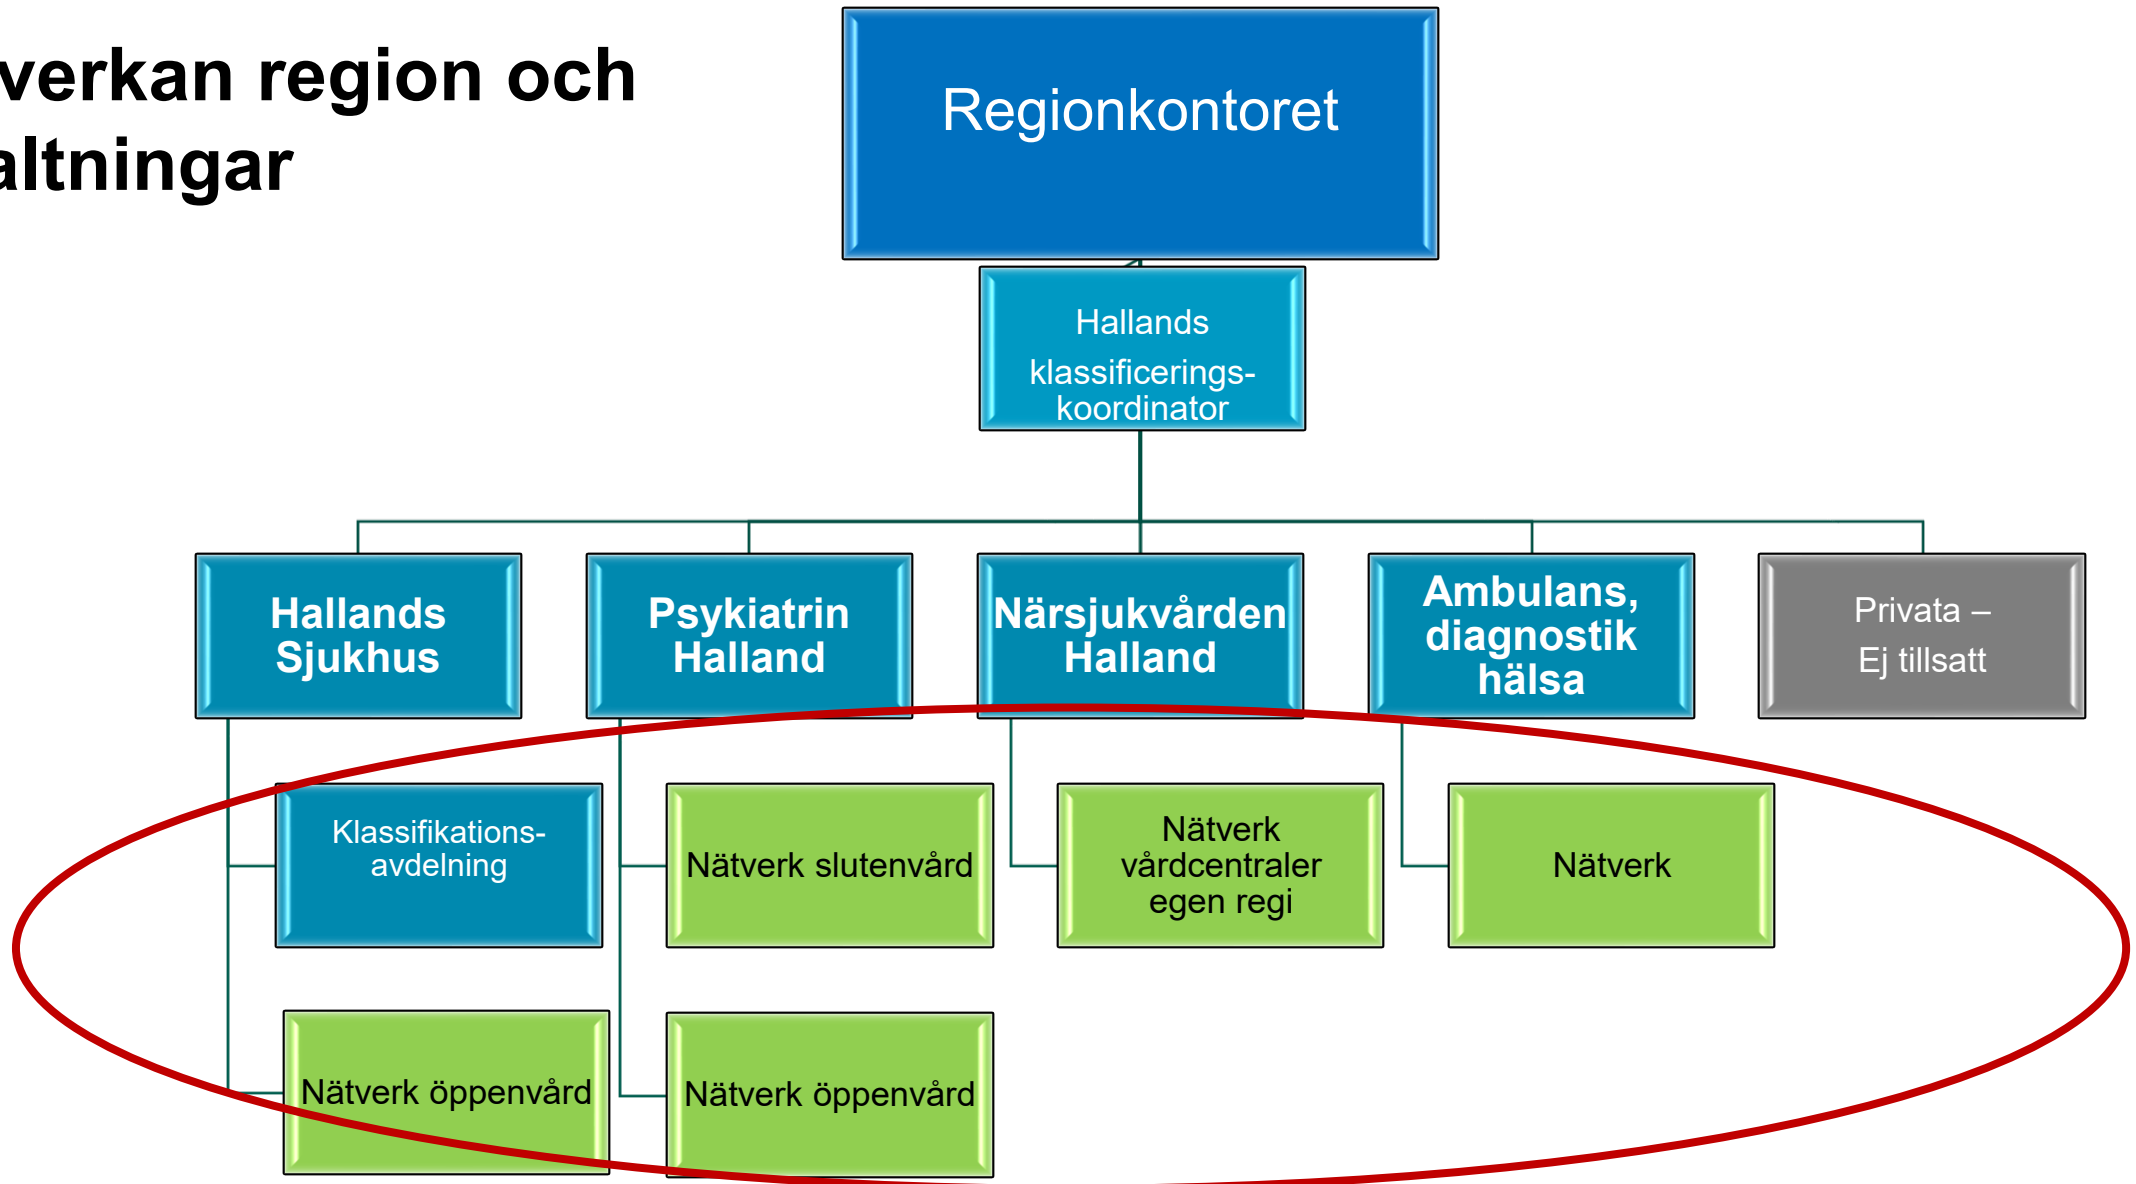 verkan region och
altningar
Regionkontoret
Hallands
klassificerings-
koordinator
Hallands
Sjukhus
Psykiatrin
Halland
Närsjukvården
Halland
Ambulans,
diagnostik
hälsa
Privata –
Ej tillsatt
Klassifikations-
avdelning
Nätverk slutenvård
Nätverk
vårdcentraler
egen regi
Nätverk
Nätverk öppenvård
Nätverk öppenvård